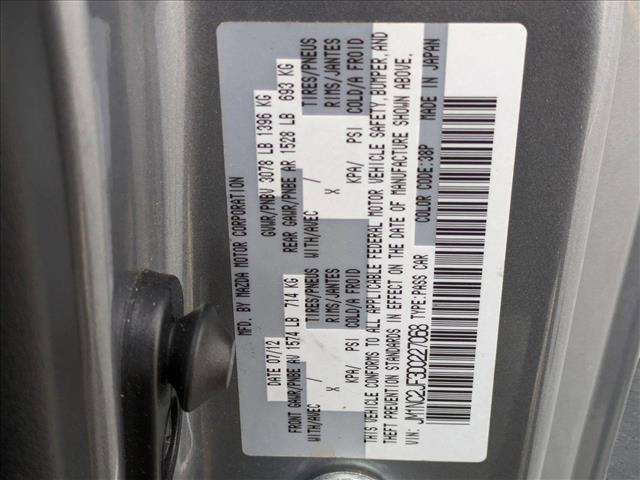 MFD. BY MAZDA MOTOR CORPORATION
DATE 07/12 GVWR/PNBV 3078 LB 1396 KG
FRONT GAWR/PNBE AV 1574 LB 714 KG REAR GAWR/PNBE AR 1528 LB 693 KG
WITH/AVEC / TIRES/PNEUS WITH/AVEC / TIRES/PNEUS
X RIMS/JANTES X RIMS/JANTES
KPA/ PSI COLD/A FROID KPA/ PSI COLD/A FROID
THIS VEHICLE CONFORMS TO ALL APPLICABLE FEDERAL MOTOR VEHICLE SAFETY,BUMPER,AND
THEFT PREVENTION STANDARDS IN EFFECT ON THE DATE OF MANUFACTURE SHOWN ABOVE.
VIN: JM1NC2JF3D0227068 TYPE:PASS CAR COLOR CODE:38P MADE IN JAPAN